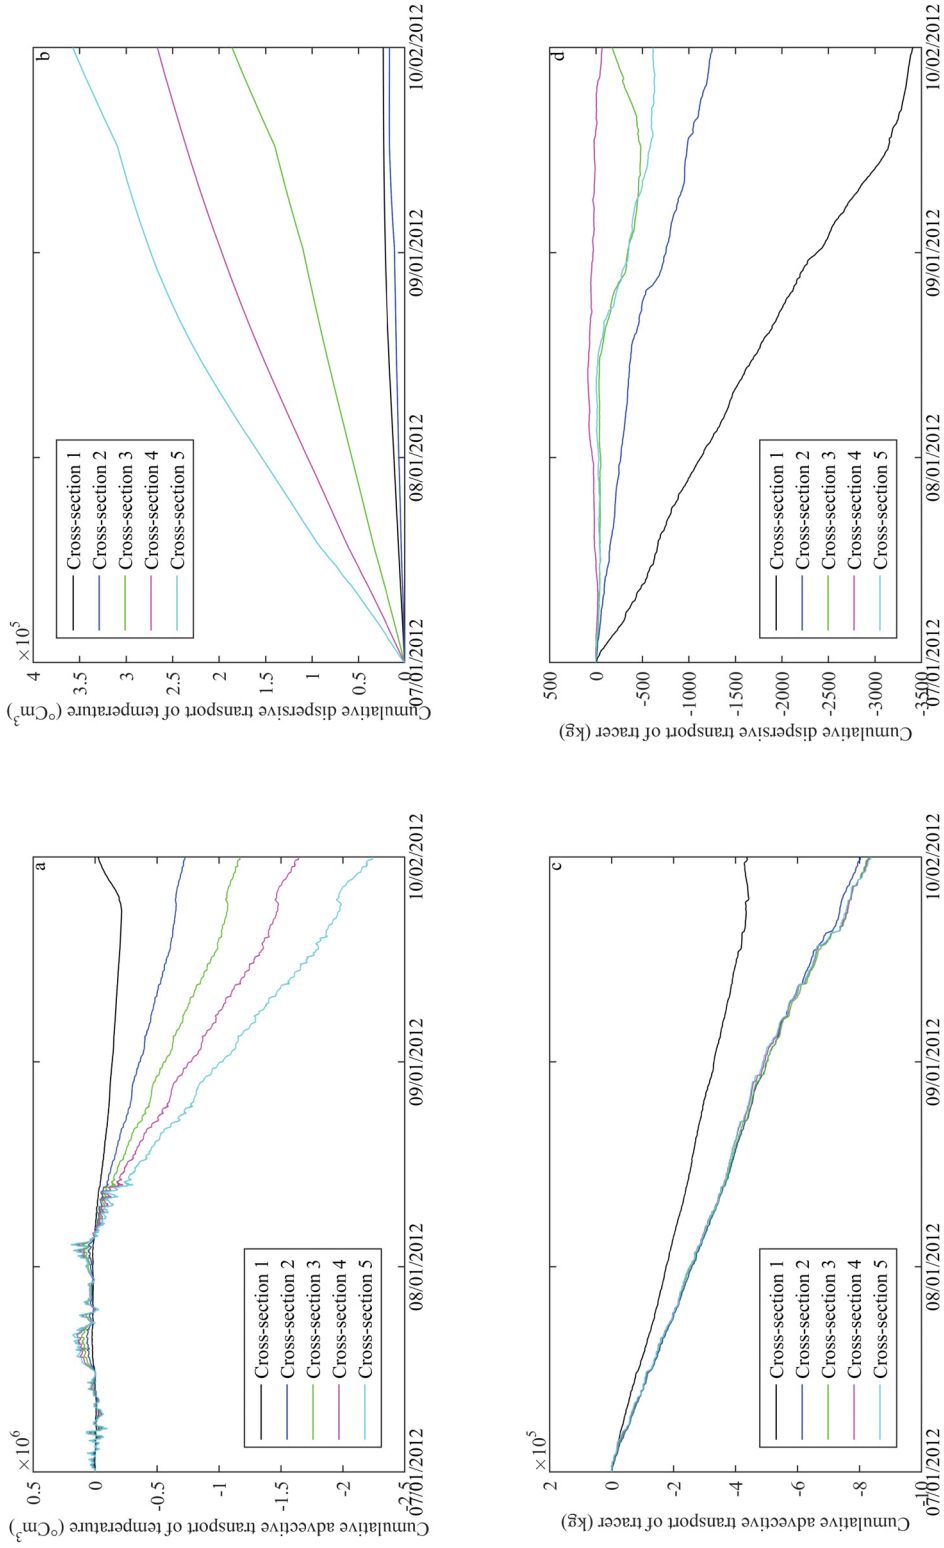 a
×10^6
0.5
0
-0.5
-1
-1.5
-2
-2.5
Cumulative advective transport of temperature (°Cm^3)
07/01/2012
08/01/2012
09/01/2012
10/02/2012
Cross-section 1
Cross-section 2
Cross-section 3
Cross-section 4
Cross-section 5
b
×10^5
4
3.5
3
2.5
2
1.5
1
0.5
0
Cumulative dispersive transport of temperature (°Cm^3)
07/01/2012
08/01/2012
09/01/2012
10/02/2012
Cross-section 1
Cross-section 2
Cross-section 3
Cross-section 4
Cross-section 5
c
×10^5
0
-2
-4
-6
-8
-10
Cumulative advective transport of tracer (kg)
07/01/2012
08/01/2012
09/01/2012
10/02/2012
Cross-section 1
Cross-section 2
Cross-section 3
Cross-section 4
Cross-section 5
d
500
0
-500
-1000
-1500
-2000
-2500
-3000
-3500
Cumulative dispersive transport of tracer (kg)
07/01/2012
08/01/2012
09/01/2012
10/02/2012
Cross-section 1
Cross-section 2
Cross-section 3
Cross-section 4
Cross-section 5